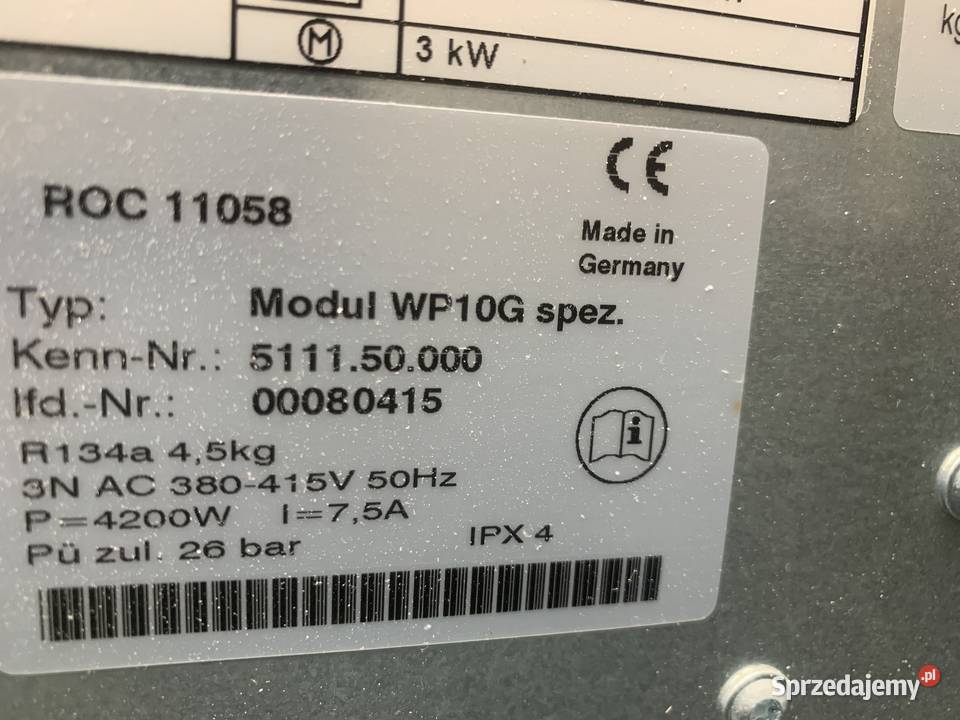 M 3 kW
kg
ROC 11058
CE
Made in
Germany
Typ: Modul WP10G spez.
Kenn-Nr.: 5111.50.000
lfd.-Nr.: 00080415
i
R134a 4,5kg
3N AC 380-415V 50Hz
P=4200W I=7,5A
Pü zul. 26 bar IPX 4
Sprzedajemy.pl